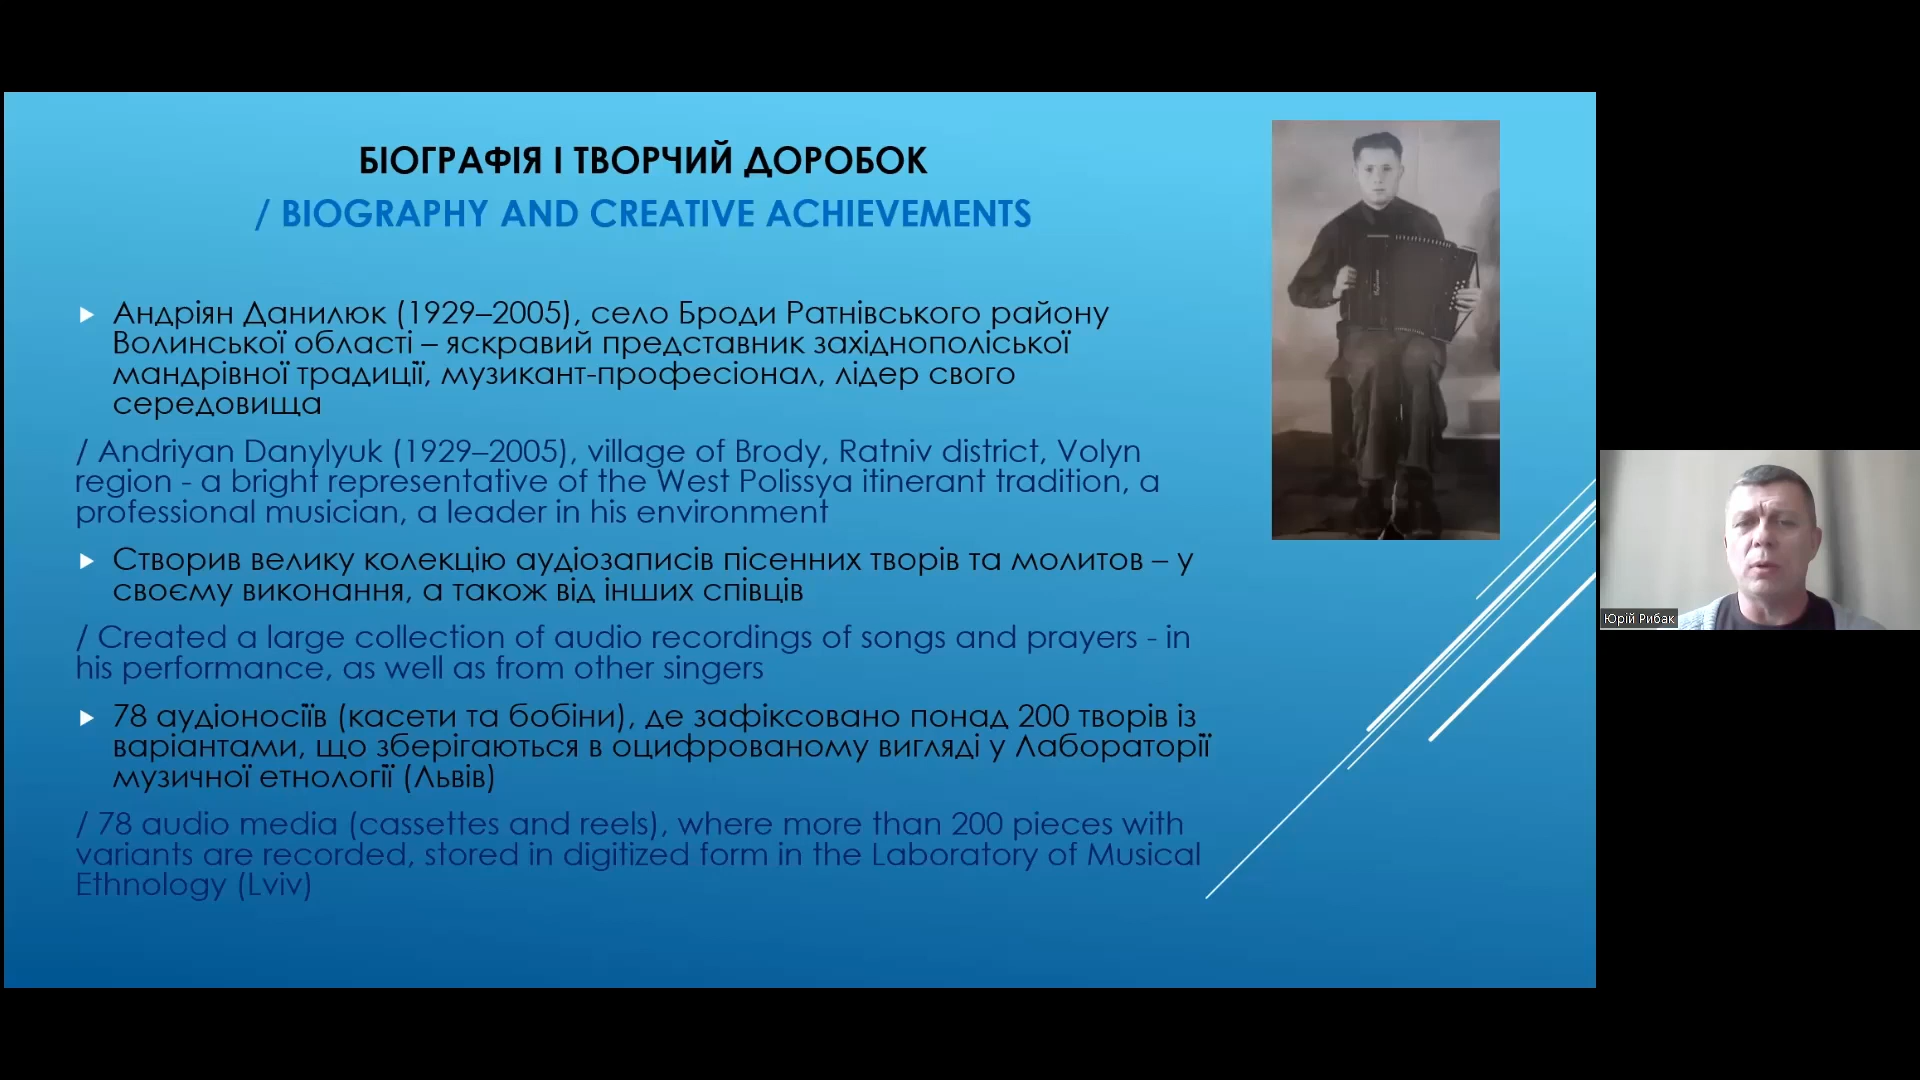 БІОГРАФІЯ І ТВОРЧИЙ ДОРОБОК
/ BIOGRAPHY AND CREATIVE ACHIEVEMENTS
Андріян Данилюк (1929–2005), село Броди Ратнівського району
Волинської області – яскравий представник західнополіської
мандрівної традиції, музикант-професіонал, лідер свого
середовища
/ Andriyan Danylyuk (1929–2005), village of Brody, Ratniv district, Volyn
region - a bright representative of the West Polissya itinerant tradition, a
professional musician, a leader in his environment
Створив велику колекцію аудіозаписів пісенних творів та молитов – у
своєму виконання, а також від інших співців
/ Created a large collection of audio recordings of songs and prayers - in
his performance, as well as from other singers
78 аудіоносіїв (касети та бобіни), де зафіксовано понад 200 творів із
варіантами, що зберігаються в оцифрованому вигляді у Лабораторії
музичної етнології (Львів)
/ 78 audio media (cassettes and reels), where more than 200 pieces with
variants are recorded, stored in digitized form in the Laboratory of Musical
Ethnology (Lviv)
Юрій Рибак